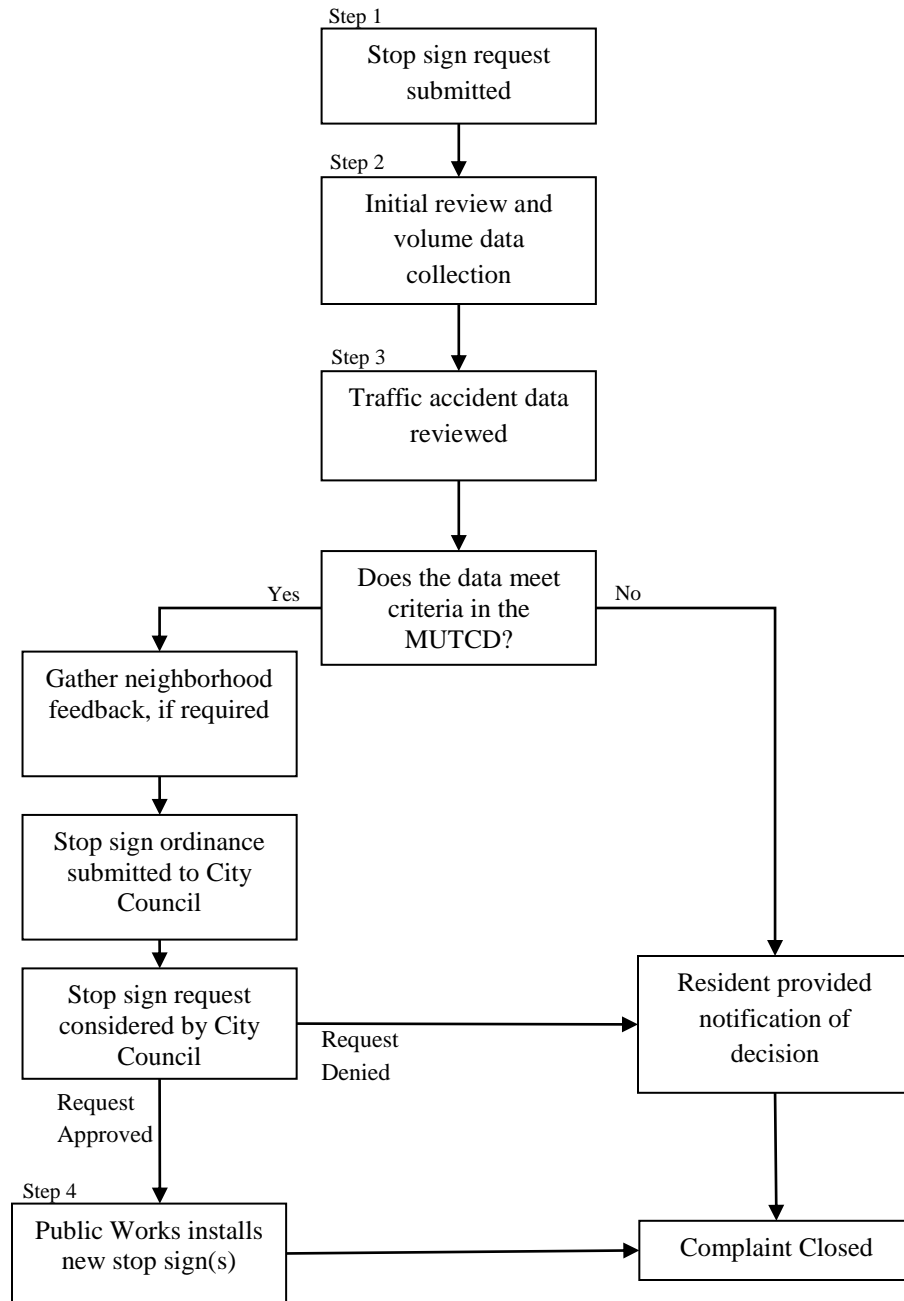 Step 1
Stop sign request
submitted
Step 2
Initial review and
volume data
collection
Step 3
Traffic accident data
reviewed
Does the data meet
criteria in the
MUTCD?
Yes
No
Gather neighborhood
feedback, if required
Stop sign ordinance
submitted to City
Council
Stop sign request
considered by City
Council
Request
Denied
Resident provided
notification of
decision
Request
Approved
Step 4
Public Works installs
new stop sign(s)
Complaint Closed